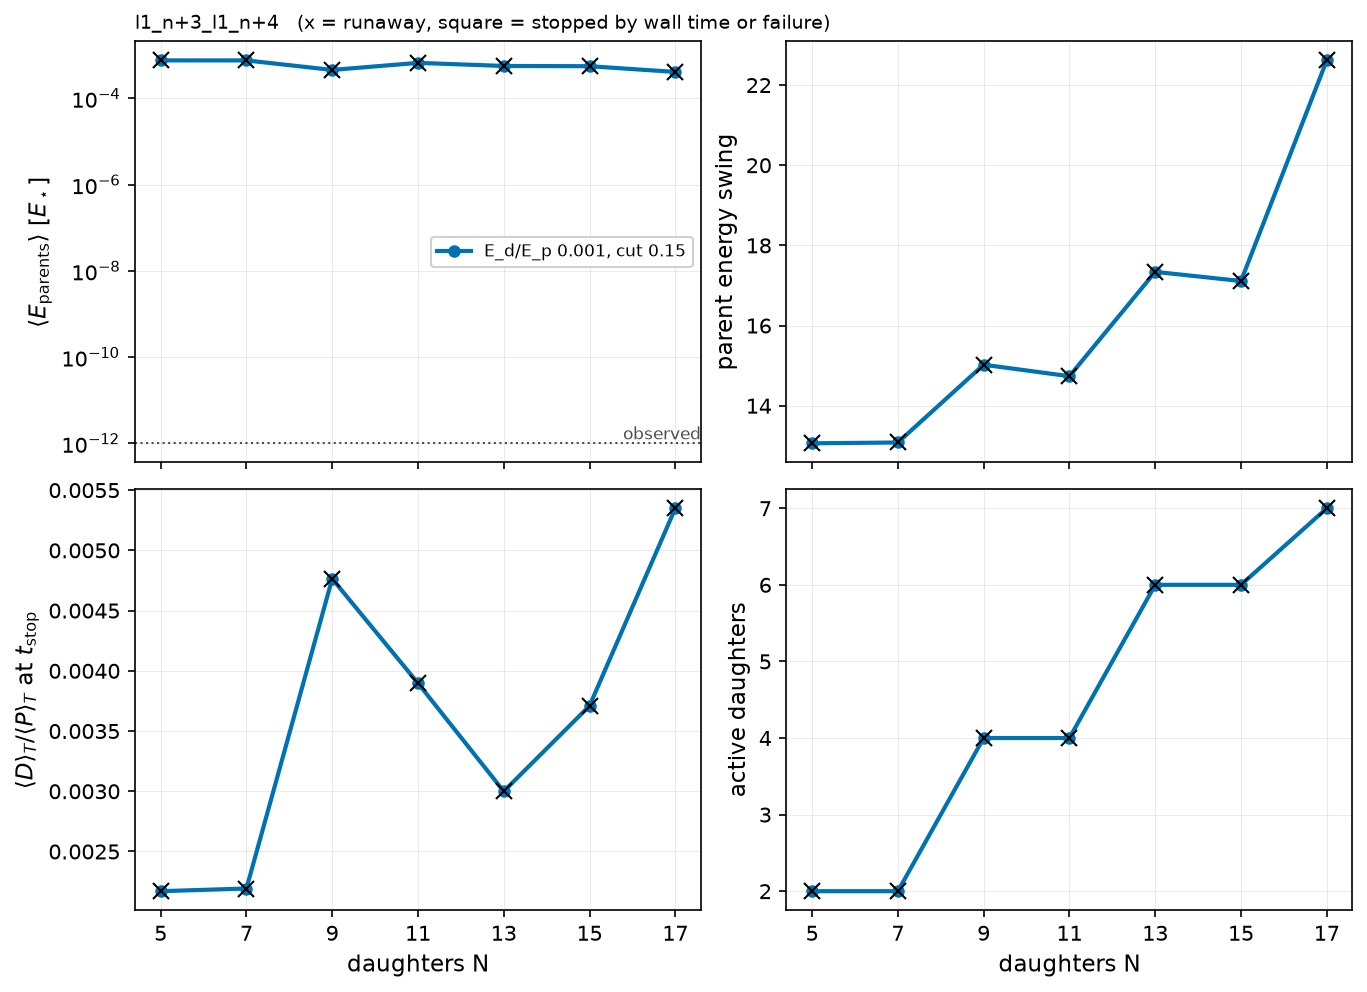 l1_n+3_l1_n+4   (x = runaway, square = stopped by wall time or failure)
⟨E_parents⟩ [E⋆]
10^−4
10^−6
10^−8
10^−10
10^−12
E_d/E_p 0.001, cut 0.15
observed
parent energy swing
22
20
18
16
14
⟨D⟩_T/⟨P⟩_T at t_stop
0.0055
0.0050
0.0045
0.0040
0.0035
0.0030
0.0025
5 7 9 11 13 15 17
daughters N
active daughters
7
6
5
4
3
2
5 7 9 11 13 15 17
daughters N